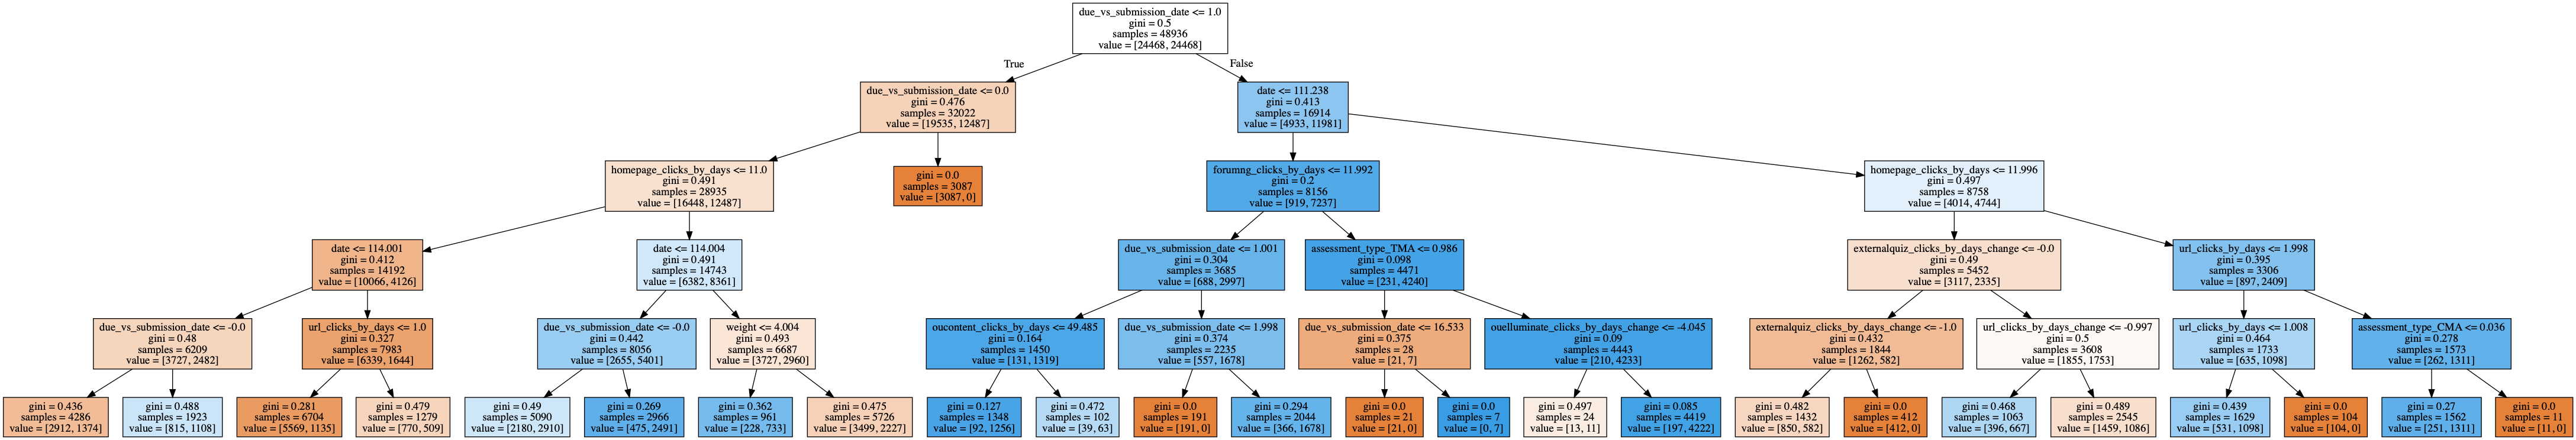 due_vs_submission_date <= 1.0
gini = 0.5
samples = 48936
value = [24468, 24468]
True
False
due_vs_submission_date <= 0.0
gini = 0.476
samples = 32022
value = [19535, 12487]
date <= 111.238
gini = 0.413
samples = 16914
value = [4933, 11981]
homepage_clicks_by_days <= 11.0
gini = 0.491
samples = 28935
value = [16448, 12487]
gini = 0.0
samples = 3087
value = [3087, 0]
forumng_clicks_by_days <= 11.992
gini = 0.2
samples = 8156
value = [919, 7237]
homepage_clicks_by_days <= 11.996
gini = 0.497
samples = 8758
value = [4014, 4744]
date <= 114.001
gini = 0.412
samples = 14192
value = [10066, 4126]
date <= 114.004
gini = 0.491
samples = 14743
value = [6382, 8361]
due_vs_submission_date <= 1.001
gini = 0.304
samples = 3685
value = [688, 2997]
assessment_type_TMA <= 0.986
gini = 0.098
samples = 4471
value = [231, 4240]
externalquiz_clicks_by_days_change <= -0.0
gini = 0.49
samples = 5452
value = [3117, 2335]
url_clicks_by_days <= 1.998
gini = 0.395
samples = 3306
value = [897, 2409]
due_vs_submission_date <= -0.0
gini = 0.48
samples = 6209
value = [3727, 2482]
url_clicks_by_days <= 1.0
gini = 0.327
samples = 7983
value = [6339, 1644]
due_vs_submission_date <= -0.0
gini = 0.442
samples = 8056
value = [2655, 5401]
weight <= 4.004
gini = 0.493
samples = 6687
value = [3727, 2960]
oucontent_clicks_by_days <= 49.485
gini = 0.164
samples = 1450
value = [131, 1319]
due_vs_submission_date <= 1.998
gini = 0.374
samples = 2235
value = [557, 1678]
due_vs_submission_date <= 16.533
gini = 0.375
samples = 28
value = [21, 7]
ouelluminate_clicks_by_days_change <= -4.045
gini = 0.09
samples = 4443
value = [210, 4233]
externalquiz_clicks_by_days_change <= -1.0
gini = 0.432
samples = 1844
value = [1262, 582]
url_clicks_by_days_change <= -0.997
gini = 0.5
samples = 3608
value = [1855, 1753]
url_clicks_by_days <= 1.008
gini = 0.464
samples = 1733
value = [635, 1098]
assessment_type_CMA <= 0.036
gini = 0.278
samples = 1573
value = [262, 1311]
gini = 0.436
samples = 4286
value = [2912, 1374]
gini = 0.488
samples = 1923
value = [815, 1108]
gini = 0.281
samples = 6704
value = [5569, 1135]
gini = 0.479
samples = 1279
value = [770, 509]
gini = 0.49
samples = 5090
value = [2180, 2910]
gini = 0.269
samples = 2966
value = [475, 2491]
gini = 0.362
samples = 961
value = [228, 733]
gini = 0.475
samples = 5726
value = [3499, 2227]
gini = 0.127
samples = 1348
value = [92, 1256]
gini = 0.472
samples = 102
value = [39, 63]
gini = 0.0
samples = 191
value = [191, 0]
gini = 0.294
samples = 2044
value = [366, 1678]
gini = 0.0
samples = 21
value = [21, 0]
gini = 0.0
samples = 7
value = [0, 7]
gini = 0.497
samples = 24
value = [13, 11]
gini = 0.085
samples = 4419
value = [197, 4222]
gini = 0.482
samples = 1432
value = [850, 582]
gini = 0.0
samples = 412
value = [412, 0]
gini = 0.468
samples = 1063
value = [396, 667]
gini = 0.489
samples = 2545
value = [1459, 1086]
gini = 0.439
samples = 1629
value = [531, 1098]
gini = 0.0
samples = 104
value = [104, 0]
gini = 0.27
samples = 1562
value = [251, 1311]
gini = 0.0
samples = 11
value = [11, 0]